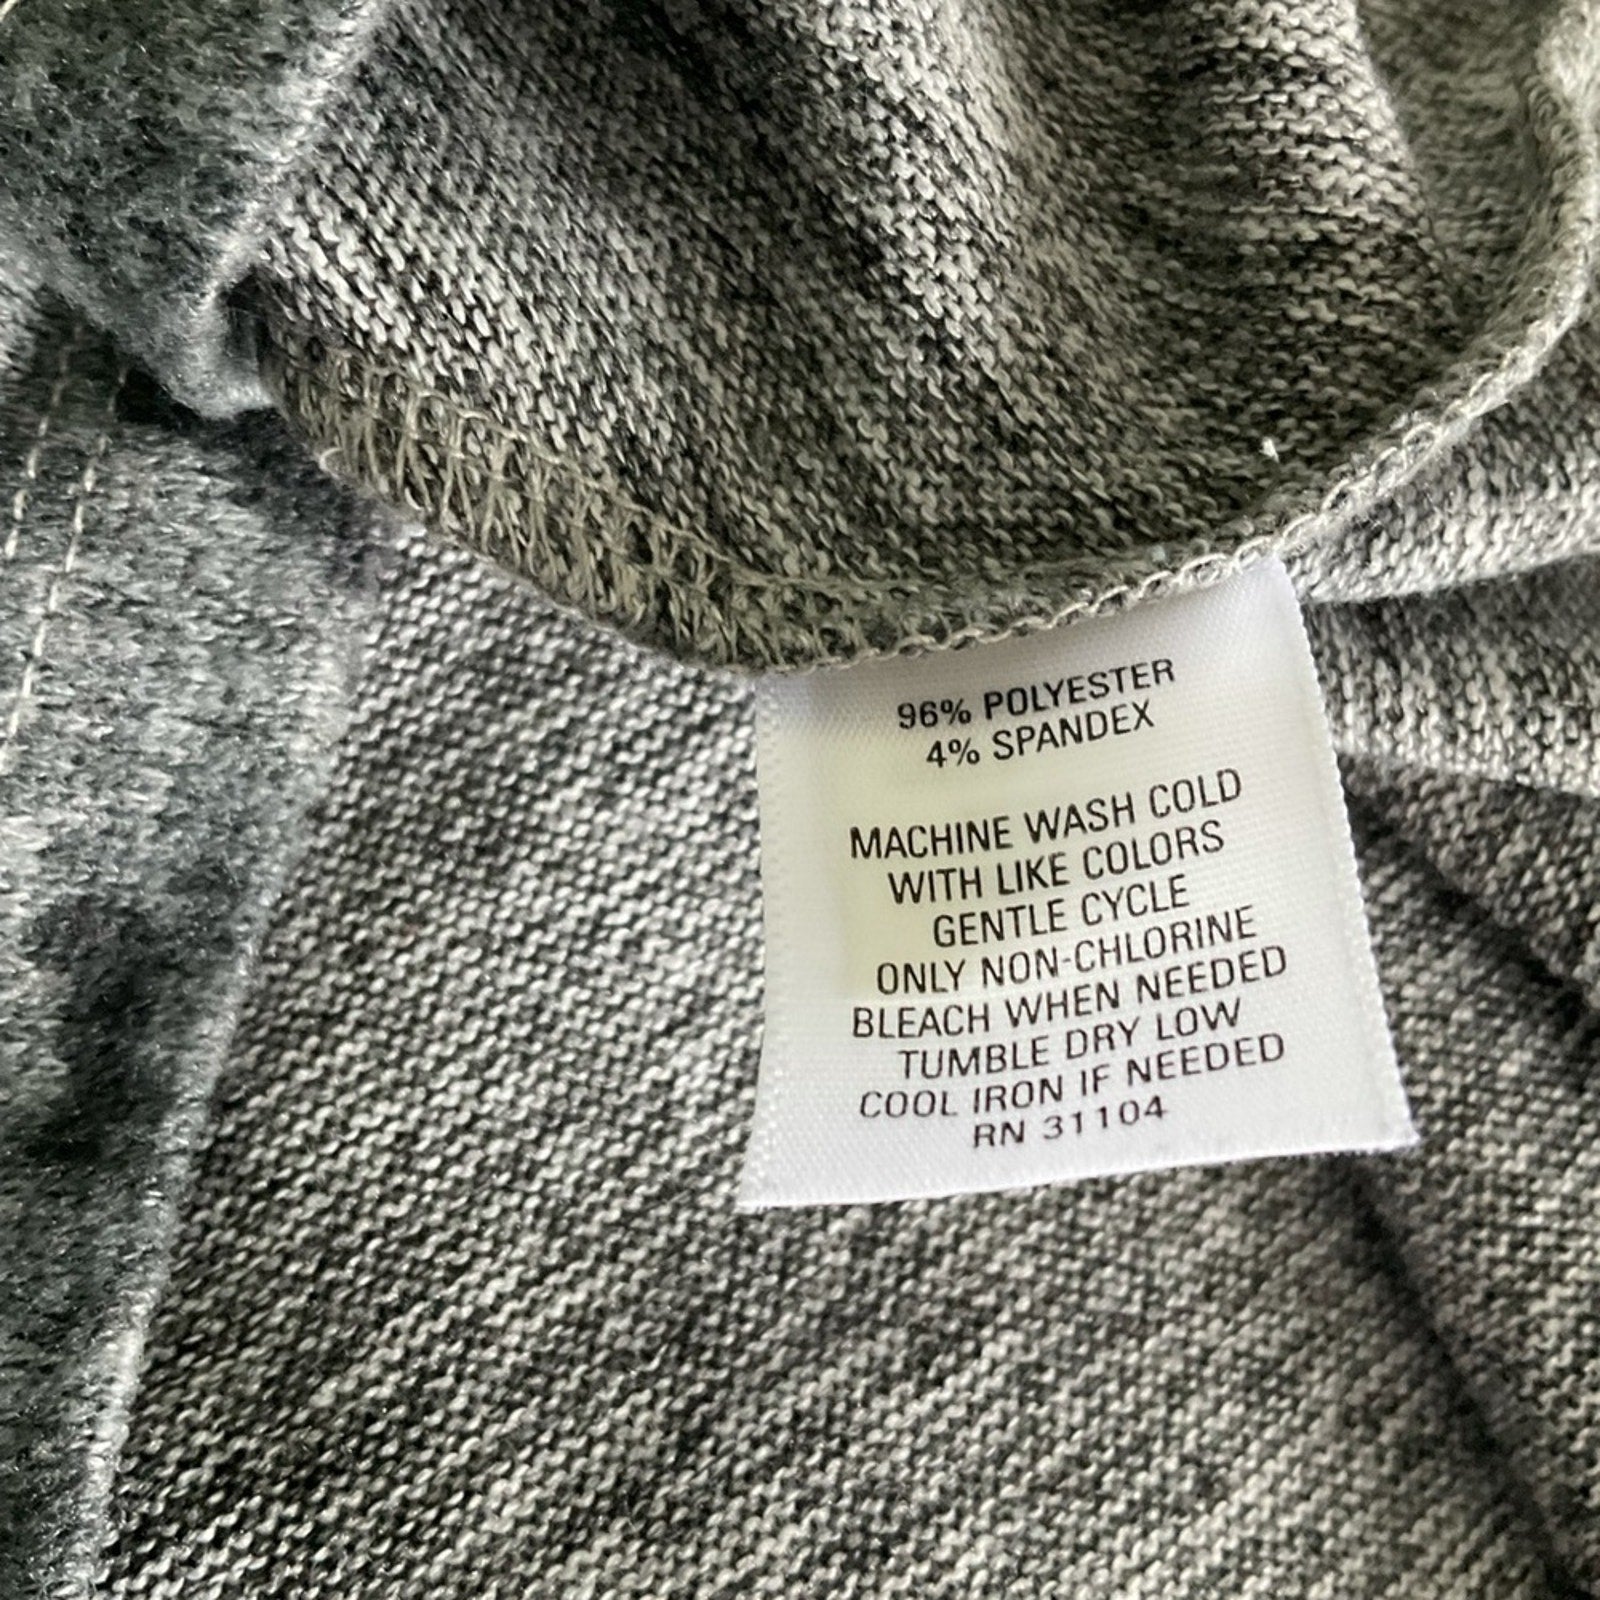 96% POLYESTER
4% SPANDEX
MACHINE WASH COLD
WITH LIKE COLORS
GENTLE CYCLE
ONLY NON-CHLORINE
BLEACH WHEN NEEDED
TUMBLE DRY LOW
COOL IRON IF NEEDED
RN 31104